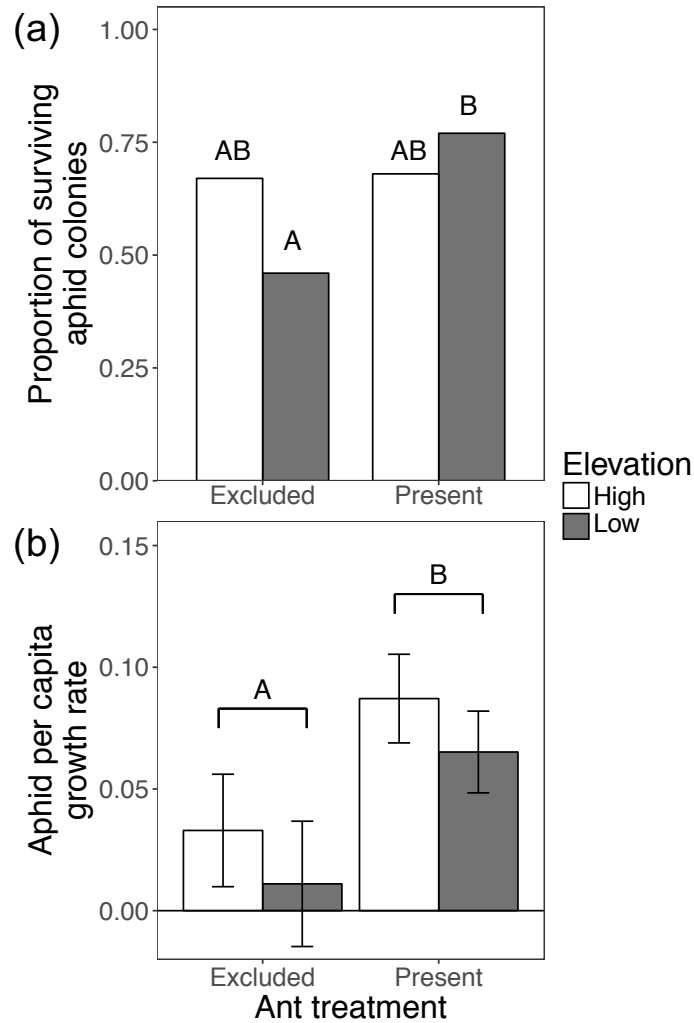 (a)
Proportion of surviving
aphid colonies
1.00
0.75
0.50
0.25
0.00
AB
A
AB
B
Excluded
Present
Elevation
High
Low
(b)
Aphid per capita
growth rate
0.15
0.10
0.05
0.00
A
B
Excluded
Present
Ant treatment